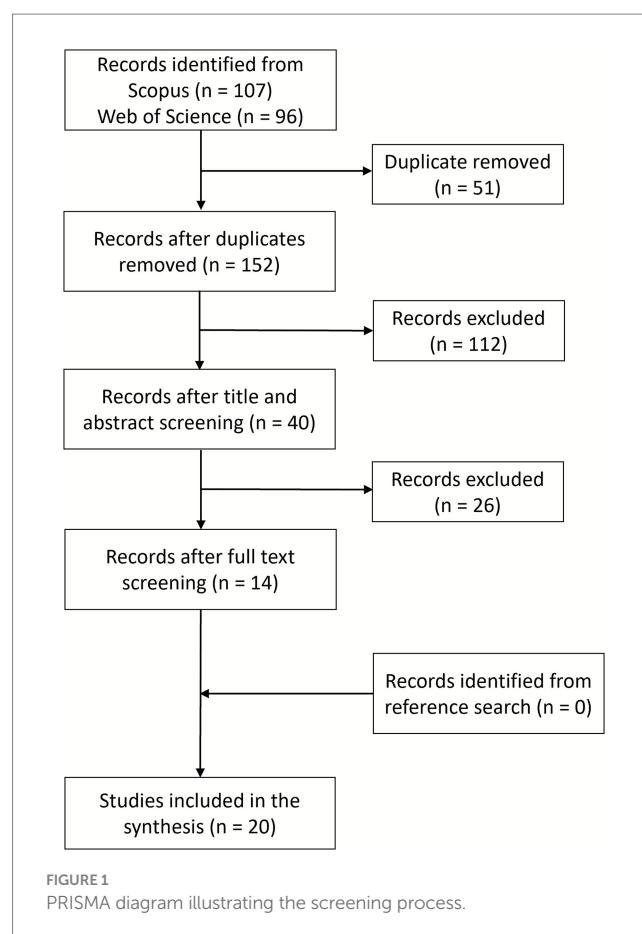 Records identified from
Scopus (n = 107)
Web of Science (n = 96)
Duplicate removed
(n = 51)
Records after duplicates
removed (n = 152)
Records excluded
(n = 112)
Records after title and
abstract screening (n = 40)
Records excluded
(n = 26)
Records after full text
screening (n = 14)
Records identified from
reference search (n = 0)
Studies included in the
synthesis (n = 20)
FIGURE 1
PRISMA diagram illustrating the screening process.